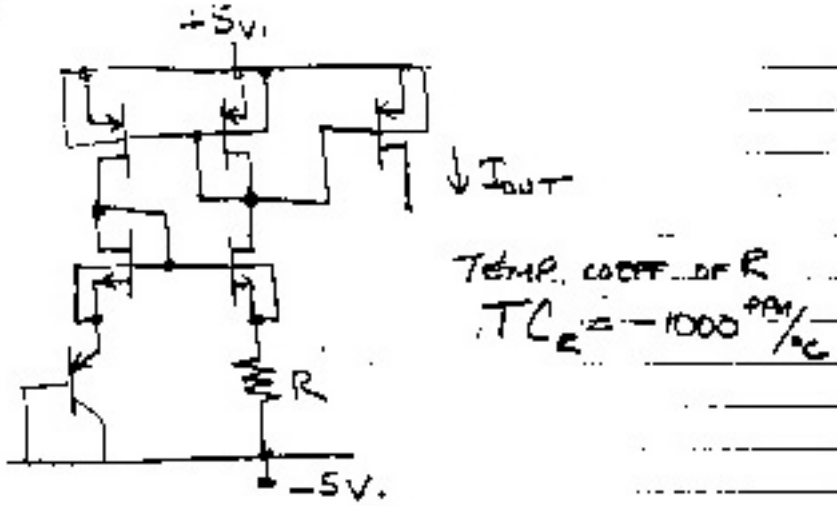 +5V.
IOUT
TEMP. COEFF. OF R
TCR = -1000 PPM/°C
R
-5V.